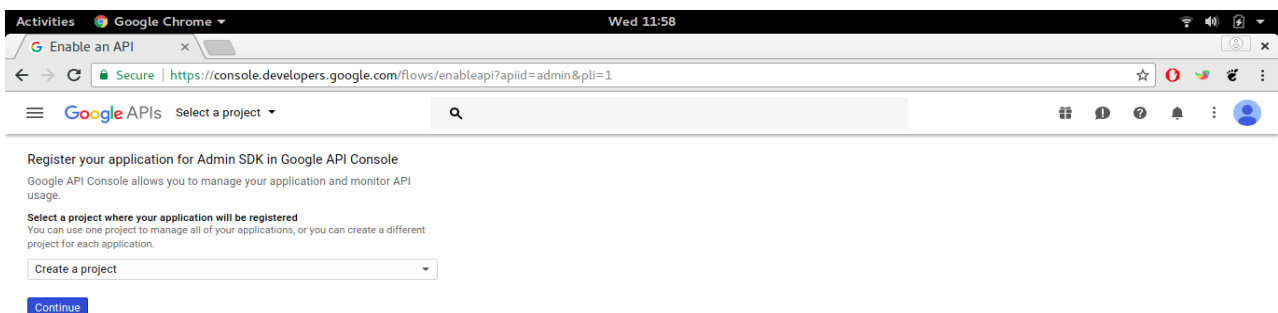 Activities Google Chrome Wed 11:58
Enable an API
Secure https://console.developers.google.com/flows/enableapi?apiid=admin&pli=1
Google APIs Select a project
Register your application for Admin SDK in Google API Console
Google API Console allows you to manage your application and monitor API
usage.
Select a project where your application will be registered
You can use one project to manage all of your applications, or you can create a different
project for each application.
Create a project
Continue